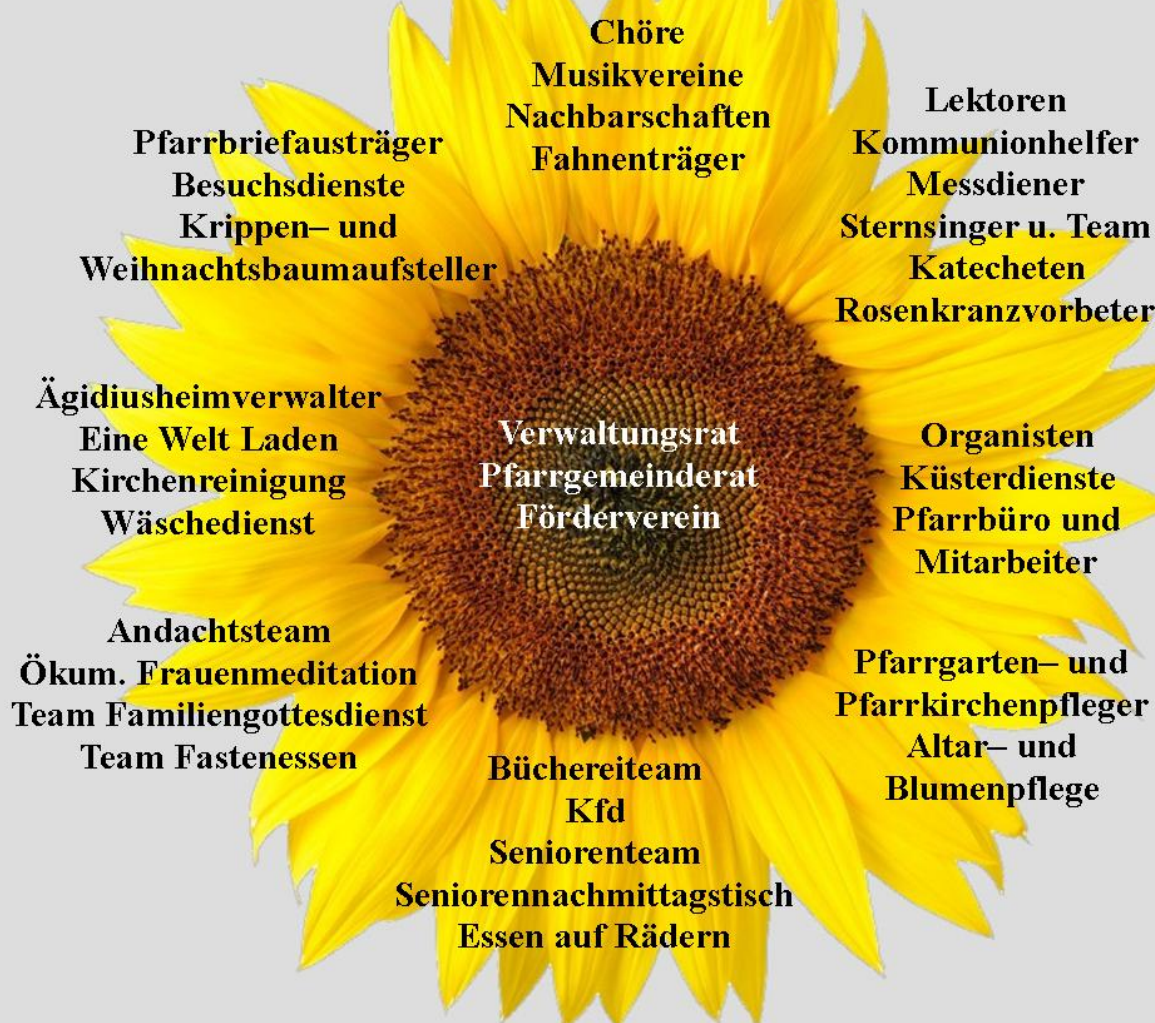 Chöre
Musikvereine
Nachbarschaften
Fahnenträger
Lektoren
Kommunionhelfer
Messdiener
Sternsinger u. Team
Katecheten
Rosenkranzvorbeter
Pfarrbriefausträger
Besuchsdienste
Krippen– und
Weihnachtsbaumaufsteller
Ägidiusheimverwalter
Eine Welt Laden
Kirchenreinigung
Wäschedienst
Verwaltungsrat
Pfarrgemeinderat
Förderverein
Organisten
Küsterdienste
Pfarrbüro und
Mitarbeiter
Andachtsteam
Ökum. Frauenmeditation
Team Familiengottesdienst
Team Fastenessen
Pfarrgarten– und
Pfarrkirchenpfleger
Altar– und
Blumenpflege
Büchereiteam
Kfd
Seniorenteam
Seniorennachmittagstisch
Essen auf Rädern